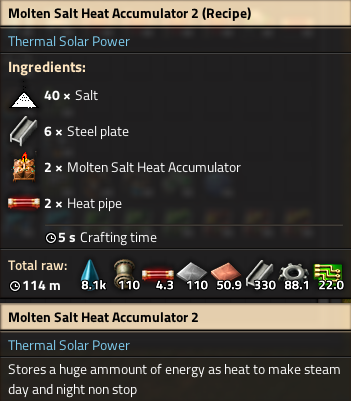 Molten Salt Heat Accumulator 2 (Recipe)
Thermal Solar Power
Ingredients:
40 × Salt
6 × Steel plate
2 × Molten Salt Heat Accumulator
2 × Heat pipe
5 s Crafting time
Total raw:
114 m 8.1k 110 4.3 110 50.9 330 88.1 22.0
Molten Salt Heat Accumulator 2
Thermal Solar Power
Stores a huge ammount of energy as heat to make steam
day and night non stop